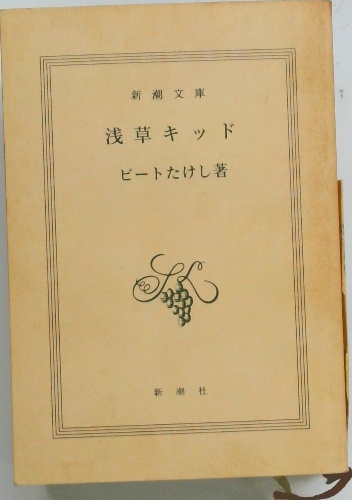 新潮文庫
浅草キッド
ビートたけし著
新潮社